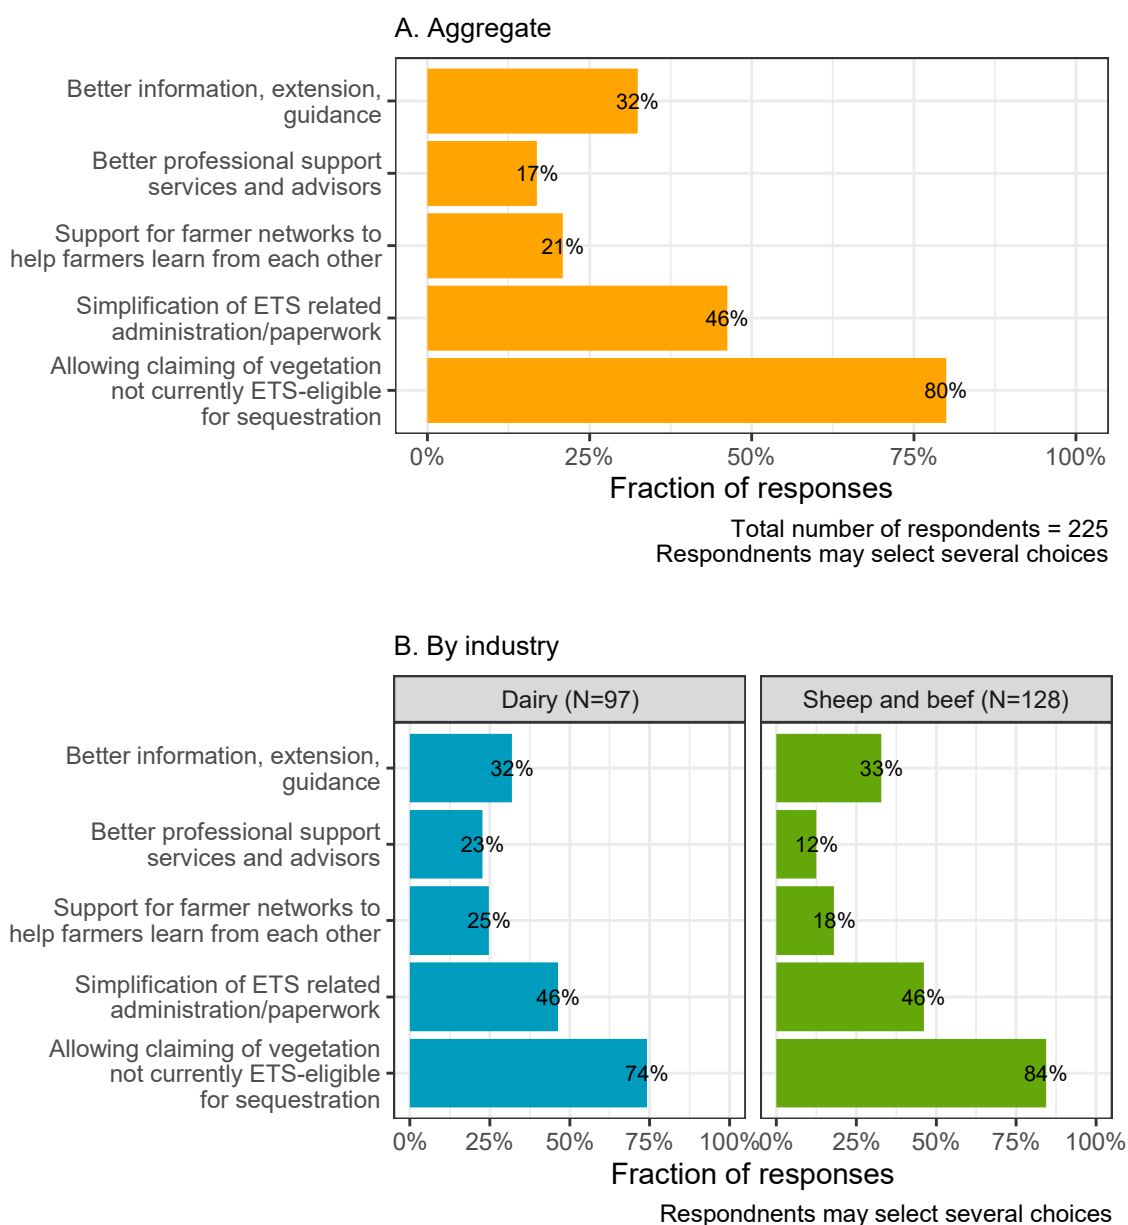 A. Aggregate
Better information, extension,
guidance
32%
Better professional support
services and advisors
17%
Support for farmer networks to
help farmers learn from each other
21%
Simplification of ETS related
administration/paperwork
46%
Allowing claiming of vegetation
not currently ETS-eligible
for sequestration
80%
0% 25% 50% 75% 100%
Fraction of responses
Total number of respondents = 225
Respondnents may select several choices
B. By industry
Dairy (N=97) Sheep and beef (N=128)
Better information, extension,
guidance
32% 33%
Better professional support
services and advisors
23% 12%
Support for farmer networks to
help farmers learn from each other
25% 18%
Simplification of ETS related
administration/paperwork
46% 46%
Allowing claiming of vegetation
not currently ETS-eligible
for sequestration
74% 84%
0% 25% 50% 75% 100% 0% 25% 50% 75% 100%
Fraction of responses
Respondnents may select several choices